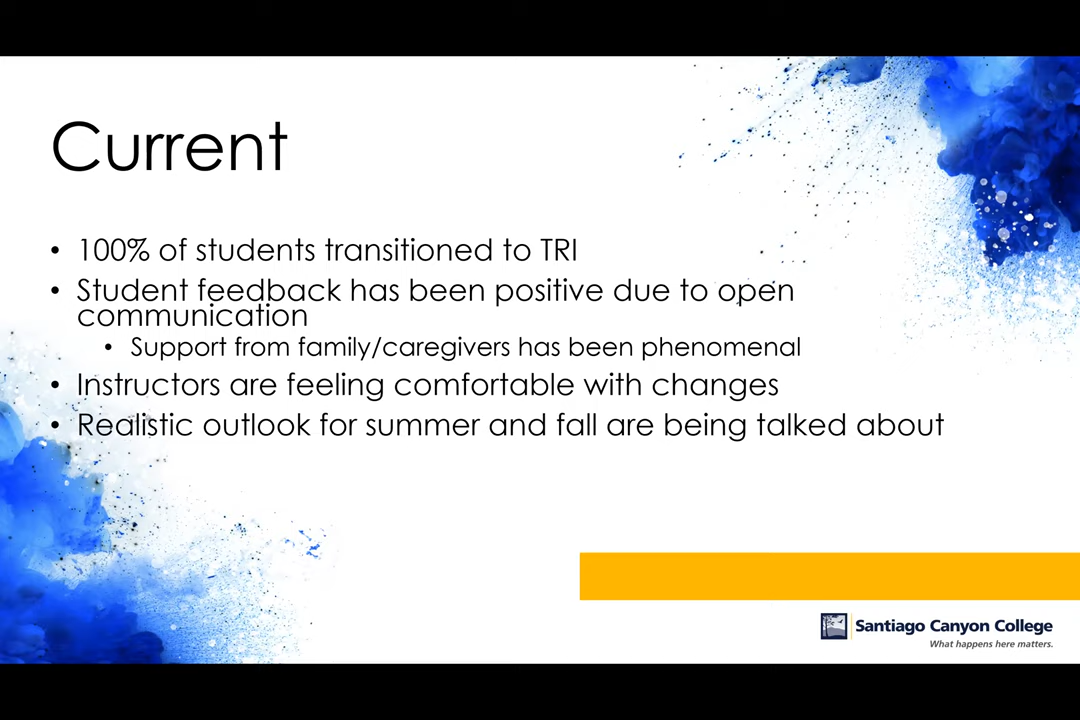 Current
• 100% of students transitioned to TRI
• Student feedback has been positive due to open
communication
• Support from family/caregivers has been phenomenal
• Instructors are feeling comfortable with changes
• Realistic outlook for summer and fall are being talked about
Santiago Canyon College
What happens here matters.